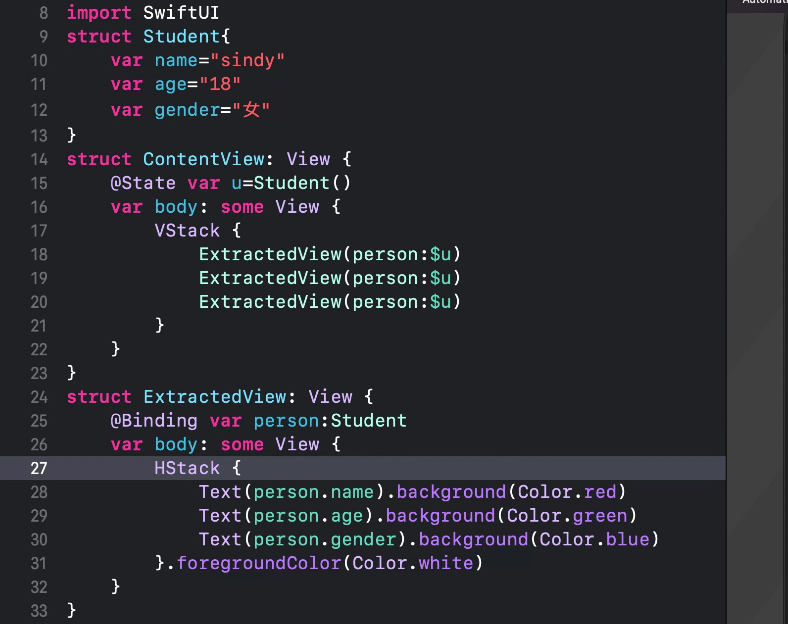 Automati
8 import SwiftUI
9 struct Student{
10     var name="sindy"
11     var age="18"
12     var gender="女"
13 }
14 struct ContentView: View {
15     @State var u=Student()
16     var body: some View {
17         VStack {
18             ExtractedView(person:$u)
19             ExtractedView(person:$u)
20             ExtractedView(person:$u)
21         }
22     }
23 }
24 struct ExtractedView: View {
25     @Binding var person:Student
26     var body: some View {
27         HStack {
28             Text(person.name).background(Color.red)
29             Text(person.age).background(Color.green)
30             Text(person.gender).background(Color.blue)
31         }.foregroundColor(Color.white)
32     }
33 }